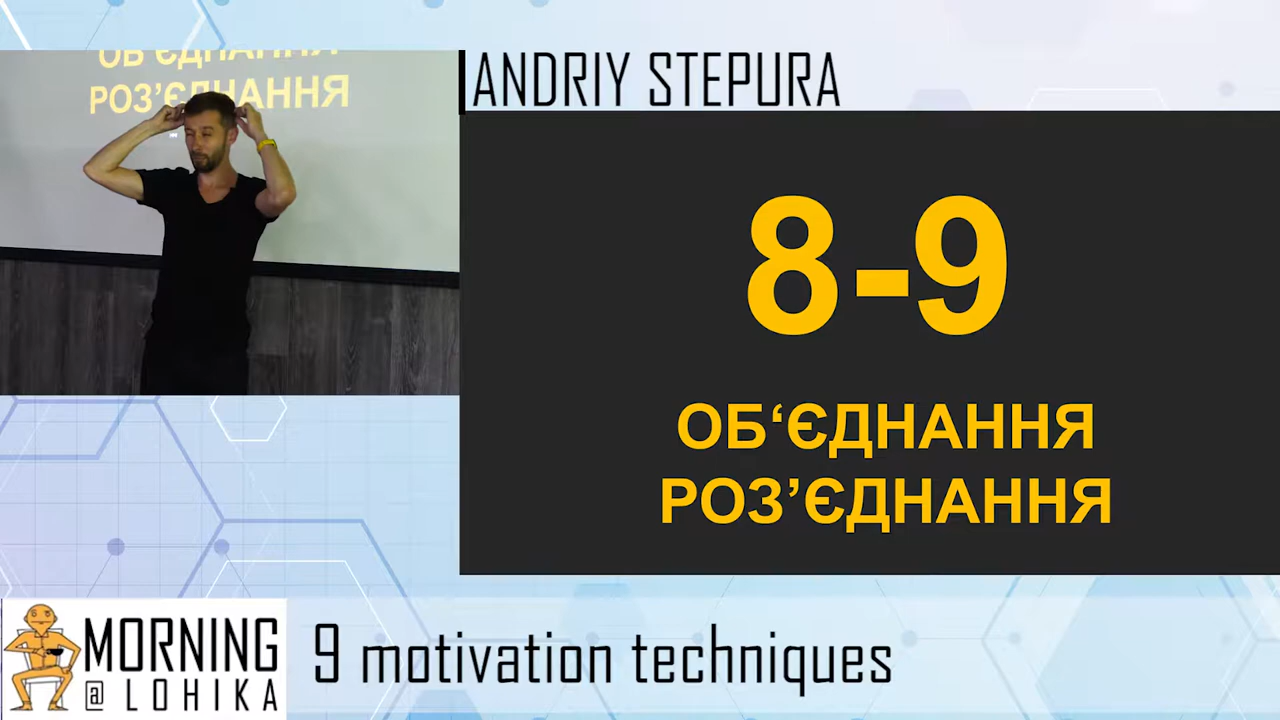 ANDRIY STEPURA
ОБ ЄДНАННЯ
РОЗ’ЄДНАННЯ
8-9
ОБ‘ЄДНАННЯ
РОЗ’ЄДНАННЯ
MORNING
@ LOHIKA
9 motivation techniques